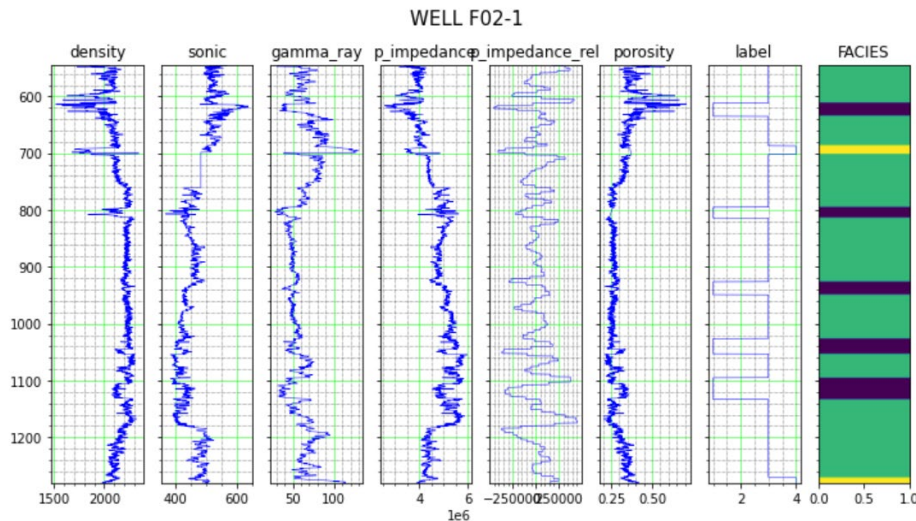 WELL F02-1
density sonic gamma_ray p_impedance p_impedance_rel porosity label FACIES
600
700
800
900
1000
1100
1200
1500 2000 400 600 50 100 4 6 −250000 250000 0.25 0.50 2 4 0.0 0.5 1.0
1e6